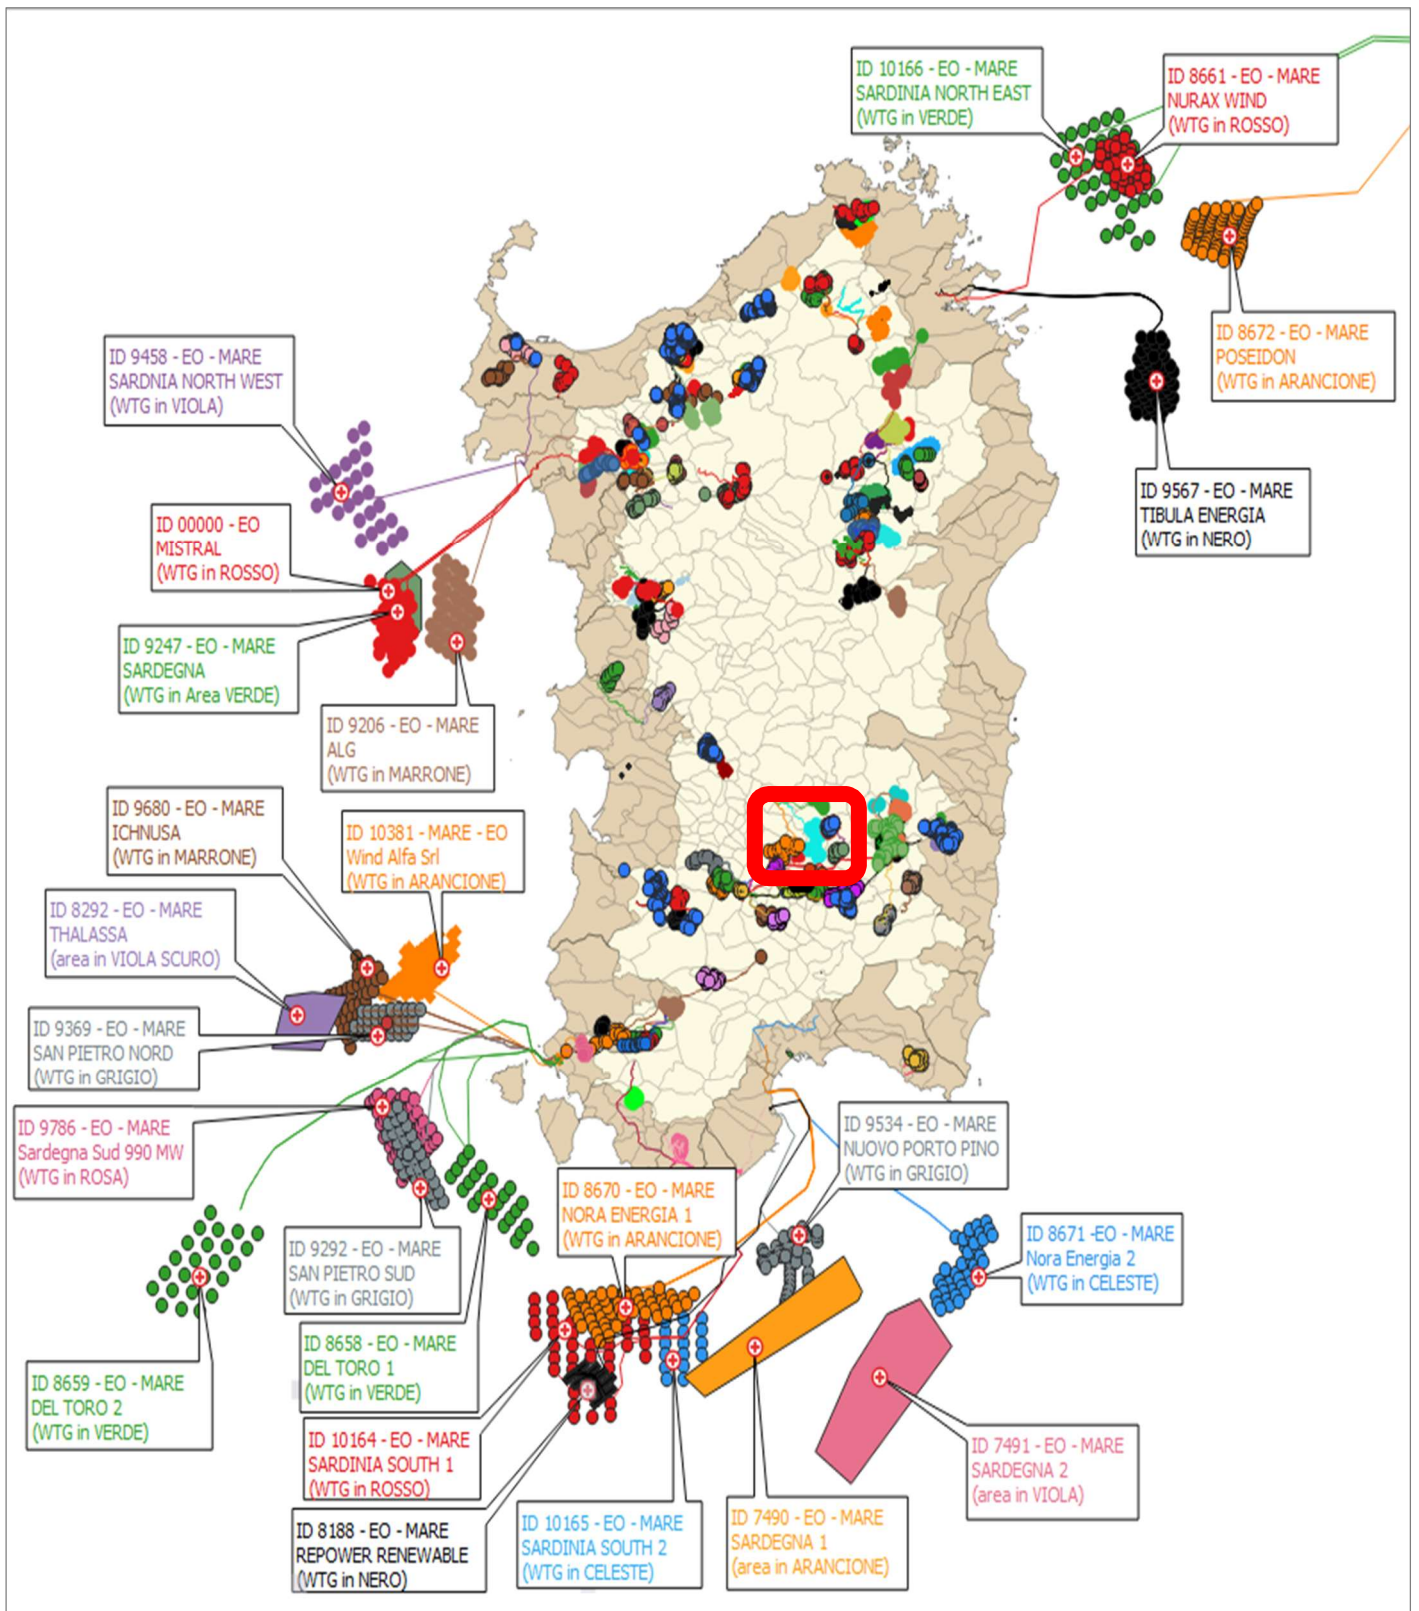 ID 10166 - EO - MARE
SARDINIA NORTH EAST
(WTG in VERDE)
ID 8661 - EO - MARE
NURAX WIND
(WTG in ROSSO)
ID 8672 - EO - MARE
POSEIDON
(WTG in ARANCIONE)
ID 9458 - EO - MARE
SARDNIA NORTH WEST
(WTG in VIOLA)
ID 9567 - EO - MARE
TIBULA ENERGIA
(WTG in NERO)
ID 00000 - EO
MISTRAL
(WTG in ROSSO)
ID 9247 - EO - MARE
SARDEGNA
(WTG in Area VERDE)
ID 9206 - EO - MARE
ALG
(WTG in MARRONE)
ID 9680 - EO - MARE
ICHNUSA
(WTG in MARRONE)
ID 10381 - MARE - EO
Wind Alfa Srl
(WTG in ARANCIONE)
ID 8292 - EO - MARE
THALASSA
(area in VIOLA SCURO)
ID 9369 - EO - MARE
SAN PIETRO NORD
(WTG in GRIGIO)
ID 9786 - EO - MARE
Sardegna Sud 990 MW
(WTG in ROSA)
ID 9534 - EO - MARE
NUOVO PORTO PINO
(WTG in GRIGIO)
ID 8670 - EO - MARE
NORA ENERGIA 1
(WTG in ARANCIONE)
ID 8671 -EO - MARE
Nora Energia 2
(WTG in CELESTE)
ID 9292 - EO - MARE
SAN PIETRO SUD
(WTG in GRIGIO)
ID 8658 - EO - MARE
DEL TORO 1
(WTG in VERDE)
ID 8659 - EO - MARE
DEL TORO 2
(WTG in VERDE)
ID 10164 - EO - MARE
SARDINIA SOUTH 1
(WTG in ROSSO)
ID 7491 - EO - MARE
SARDEGNA 2
(area in VIOLA)
ID 8188 - EO - MARE
REPOWER RENEWABLE
(WTG in NERO)
ID 10165 - EO - MARE
SARDINIA SOUTH 2
(WTG in CELESTE)
ID 7490 - EO - MARE
SARDEGNA 1
(area in ARANCIONE)